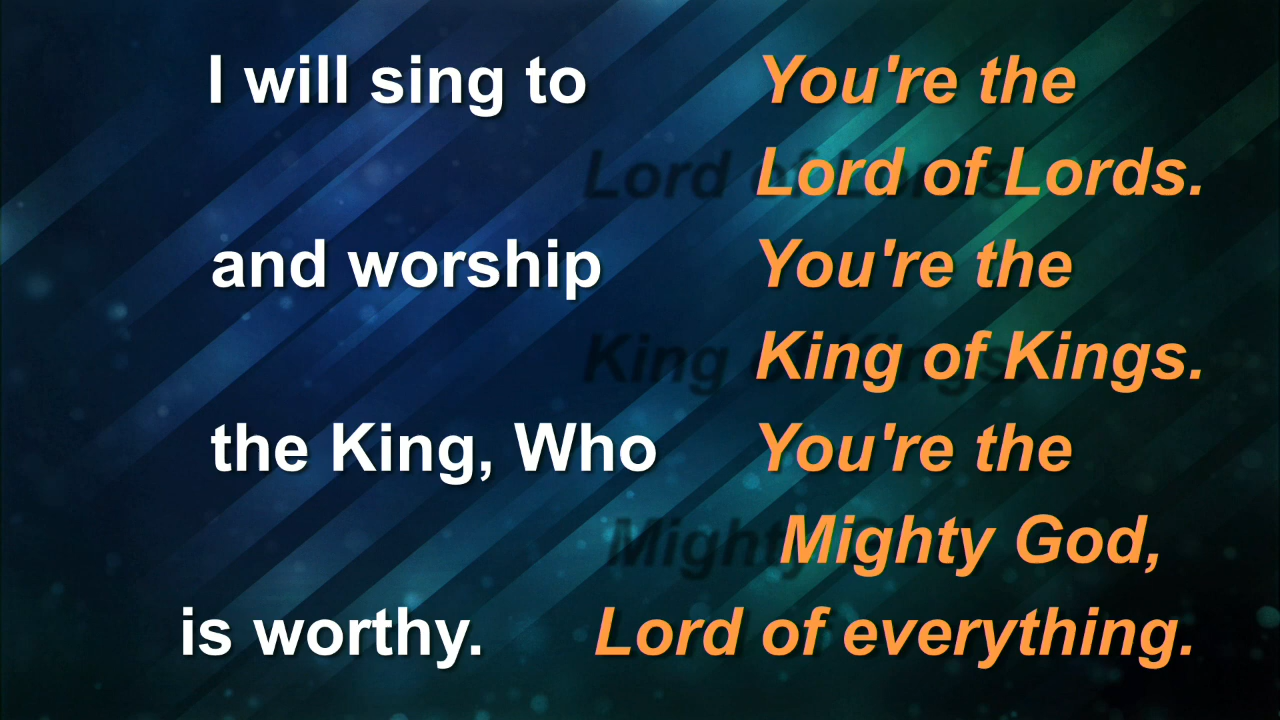 I will sing to You're the
Lord of Lords.
and worship You're the
King of Kings.
the King, Who You're the
Mighty God,
is worthy. Lord of everything.